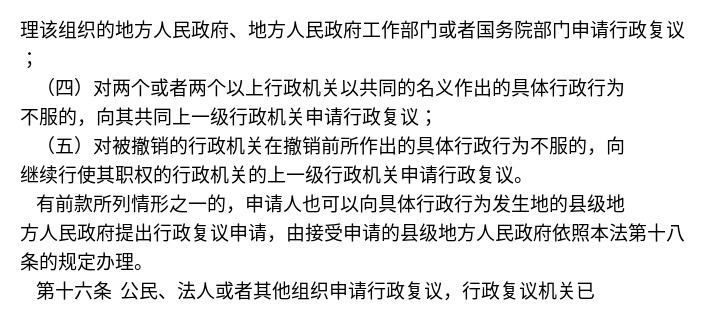 理该组织的地方人民政府、地方人民政府工作部门或者国务院部门申请行政复议
；
（四）对两个或者两个以上行政机关以共同的名义作出的具体行政行为
不服的，向其共同上一级行政机关申请行政复议；
（五）对被撤销的行政机关在撤销前所作出的具体行政行为不服的，向
继续行使其职权的行政机关的上一级行政机关申请行政复议。
有前款所列情形之一的，申请人也可以向具体行政行为发生地的县级地
方人民政府提出行政复议申请，由接受申请的县级地方人民政府依照本法第十八
条的规定办理。
第十六条 公民、法人或者其他组织申请行政复议，行政复议机关已